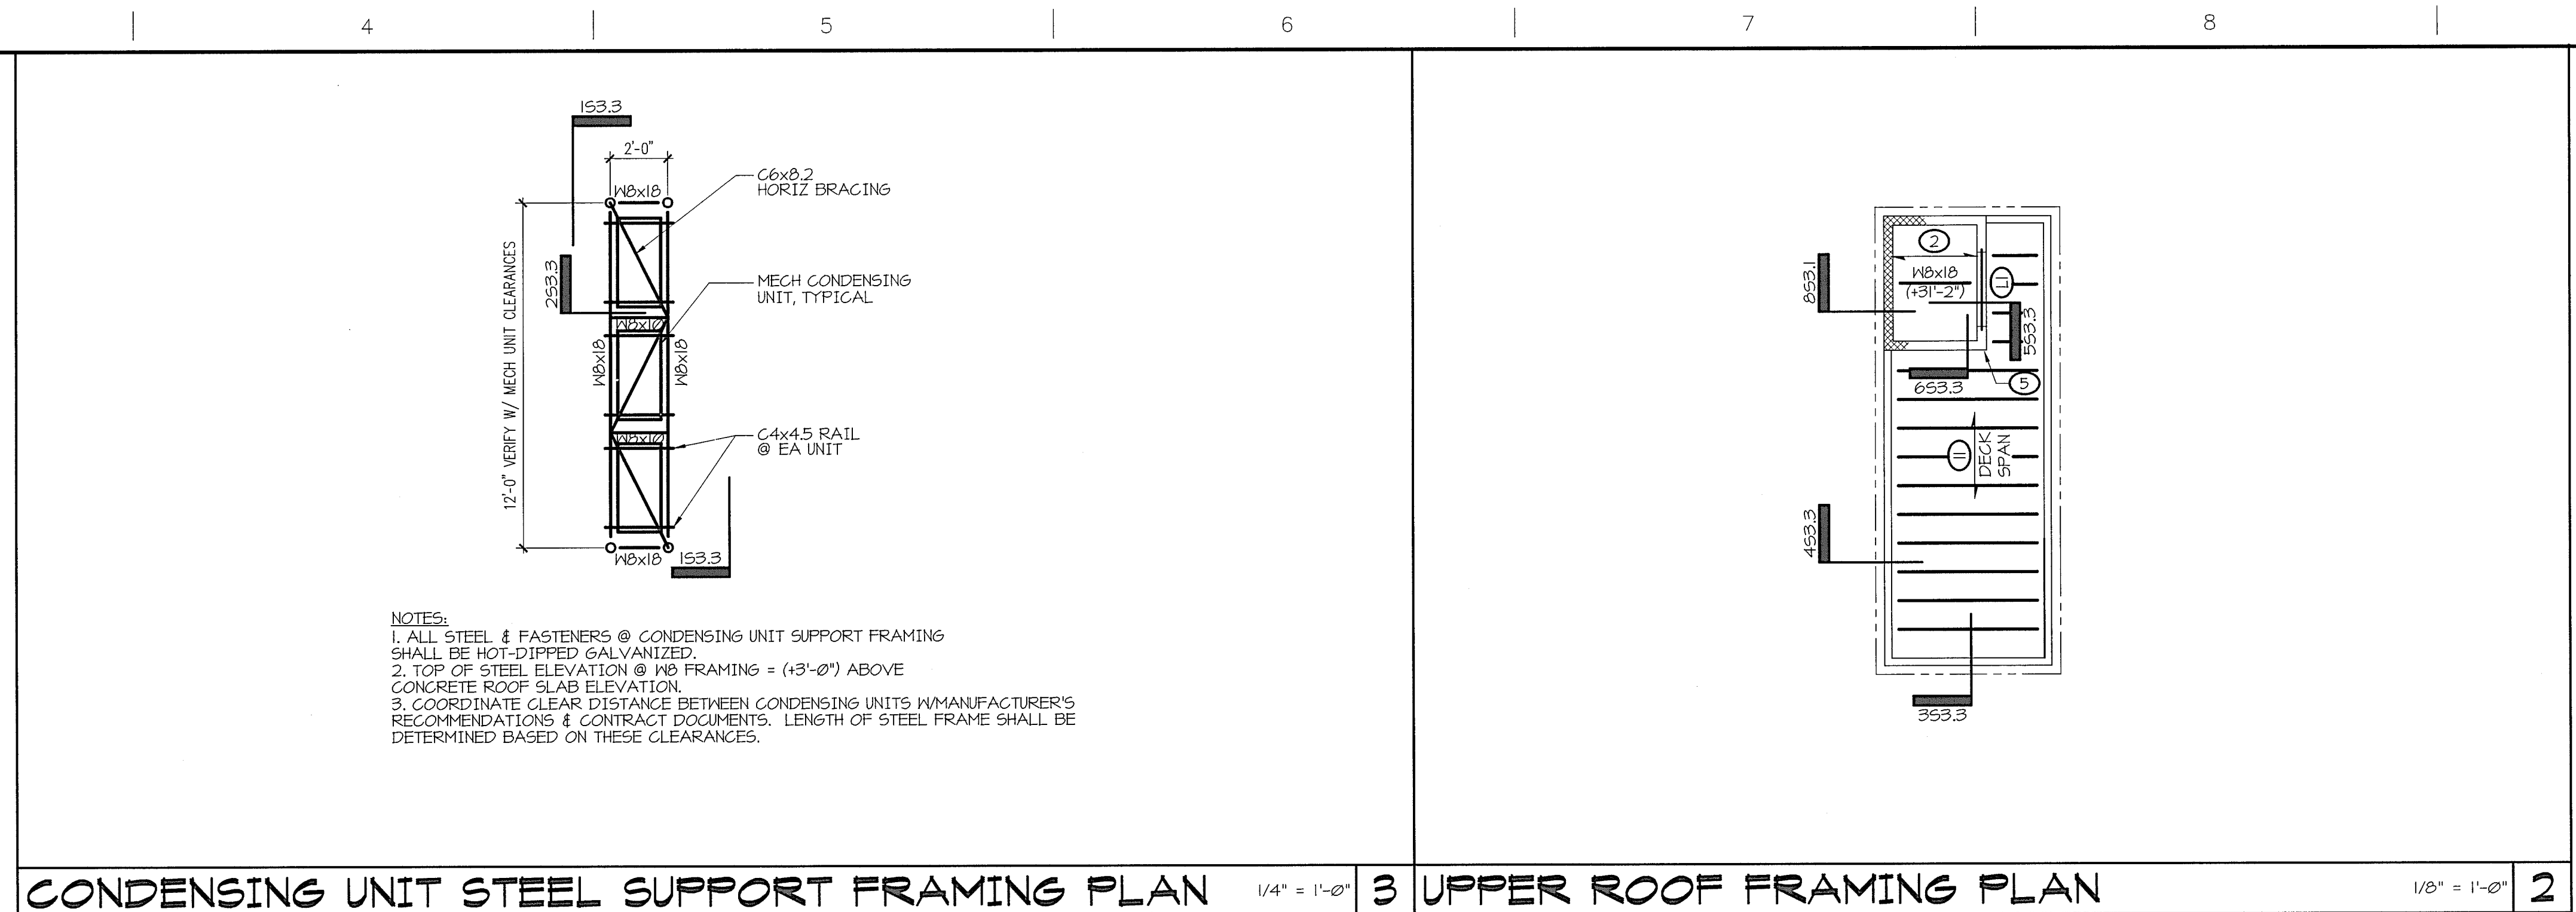 4 5 6 7 8
1S3.3
2'-0"
W8x18
C6x8.2
HORIZ BRACING
12'-0" VERIFY W/ MECH UNIT CLEARANCES
2S3.3
MECH CONDENSING
UNIT, TYPICAL
W8x10
W8x18
W8x18
W8x10
C4x4.5 RAIL
@ EA UNIT
W8x18
1S3.3
NOTES:
1. ALL STEEL & FASTENERS @ CONDENSING UNIT SUPPORT FRAMING
SHALL BE HOT-DIPPED GALVANIZED.
2. TOP OF STEEL ELEVATION @ W8 FRAMING = (+3'-0") ABOVE
CONCRETE ROOF SLAB ELEVATION.
3. COORDINATE CLEAR DISTANCE BETWEEN CONDENSING UNITS W/MANUFACTURER'S
RECOMMENDATIONS & CONTRACT DOCUMENTS. LENGTH OF STEEL FRAME SHALL BE
DETERMINED BASED ON THESE CLEARANCES.
CONDENSING UNIT STEEL SUPPORT FRAMING PLAN 1/4" = 1'-0" 3
2
W8x18
(+31'-2")
L1
8S3.1
5S3.3
6S3.3
5
11
DECK
SPAN
4S3.3
3S3.3
UPPER ROOF FRAMING PLAN 1/8" = 1'-0" 2